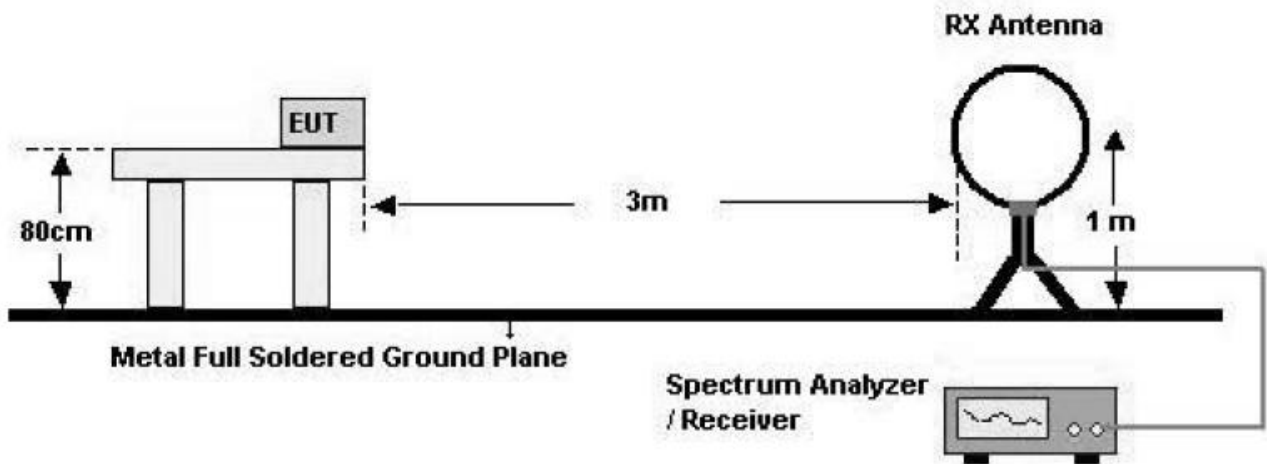 RX Antenna
EUT
80cm
3m
1 m
Metal Full Soldered Ground Plane
Spectrum Analyzer
/ Receiver